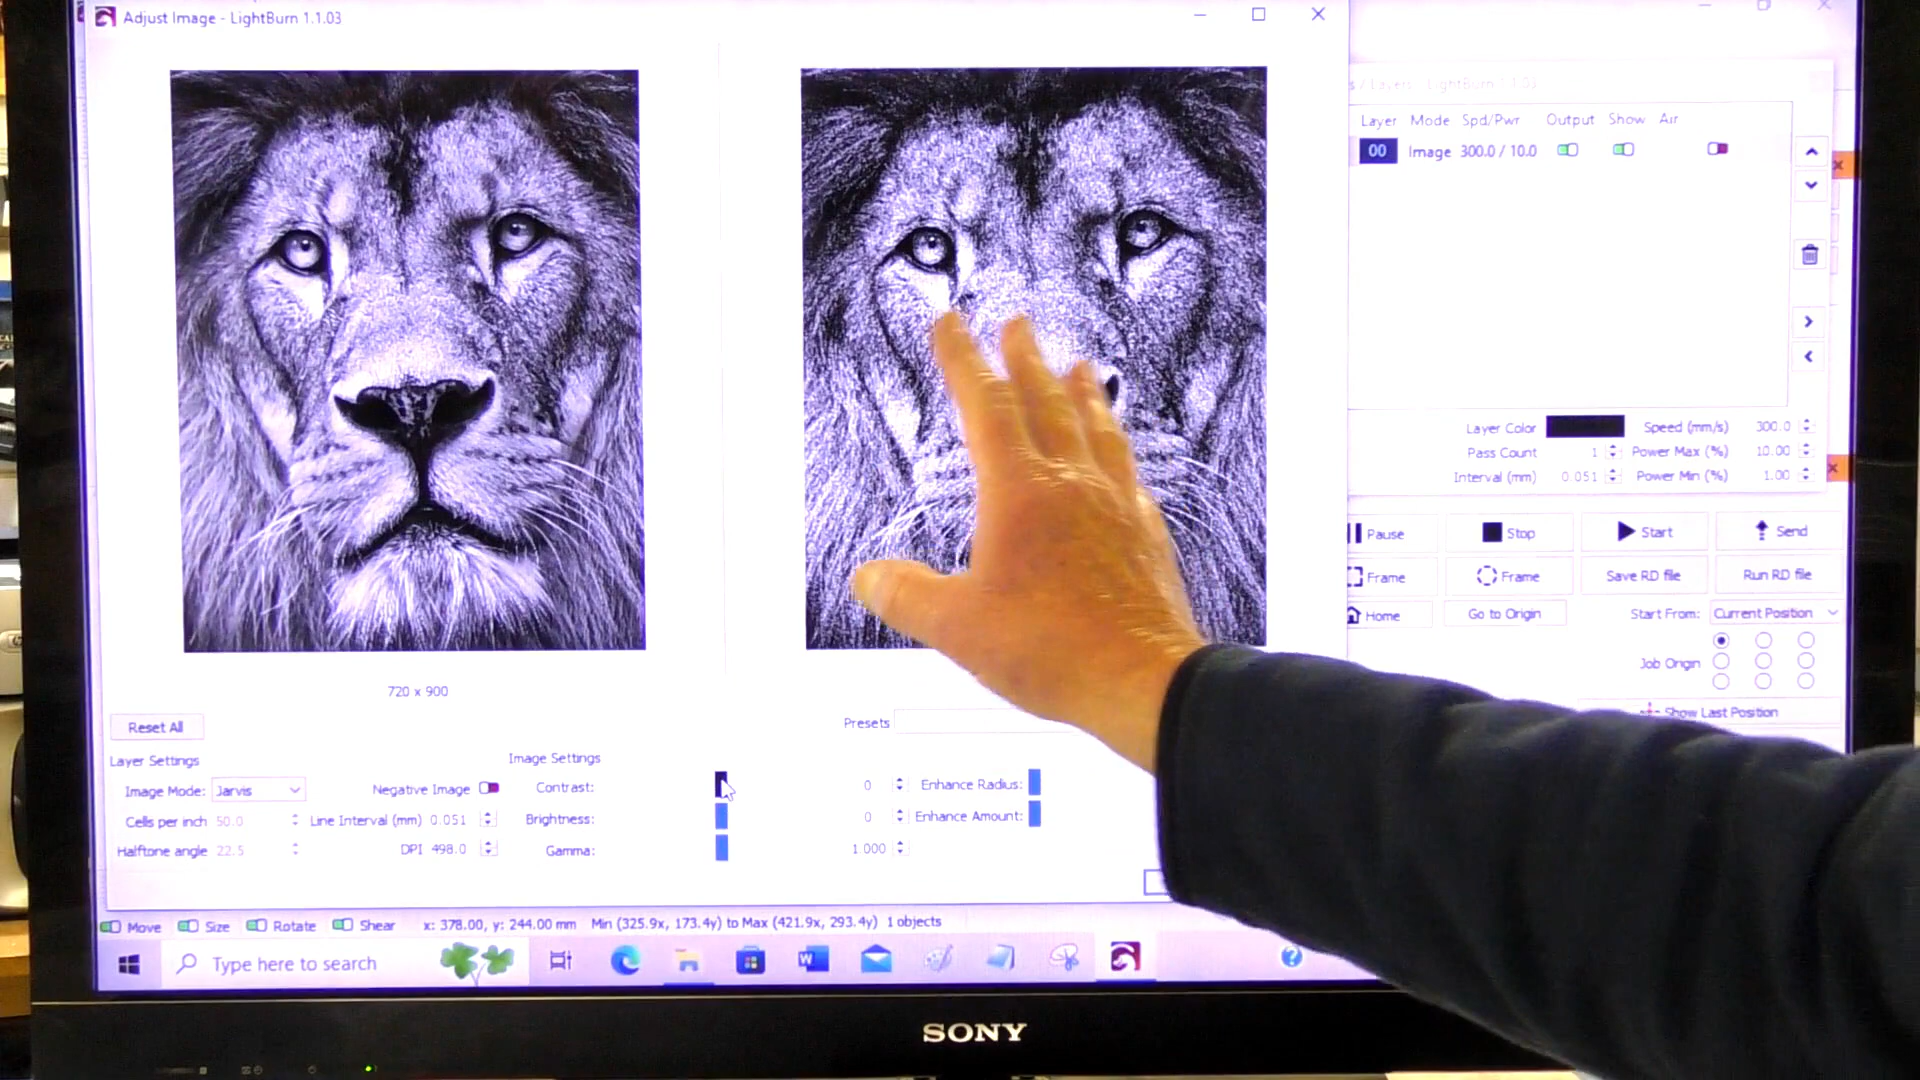 Adjust Image - LightBurn 1.1.03
s / Layers - LightBurn 1.1.03
Layer Mode Spd/Pwr Output Show Air
00 Image 300.0 / 10.0
Layer Color Speed (mm/s) 300.0
Pass Count 1 Power Max (%) 10.00
Interval (mm) 0.051 Power Min (%) 1.00
Pause Stop Start Send
Frame Frame Save RD file Run RD file
Home Go to Origin Start From: Current Position
Job Origin
Show Last Position
720 x 900
Reset All Presets
Layer Settings Image Settings
Image Mode: Jarvis Negative Image Contrast: 0 Enhance Radius:
Cells per inch 50.0 Line Interval (mm) 0.051 Brightness: 0 Enhance Amount:
Halftone angle 22.5 DPI 498.0 Gamma: 1.000
Move Size Rotate Shear x: 378.00, y: 244.00 mm Min (325.9x, 173.4y) to Max (421.9x, 293.4y) 1 objects
Type here to search
SONY